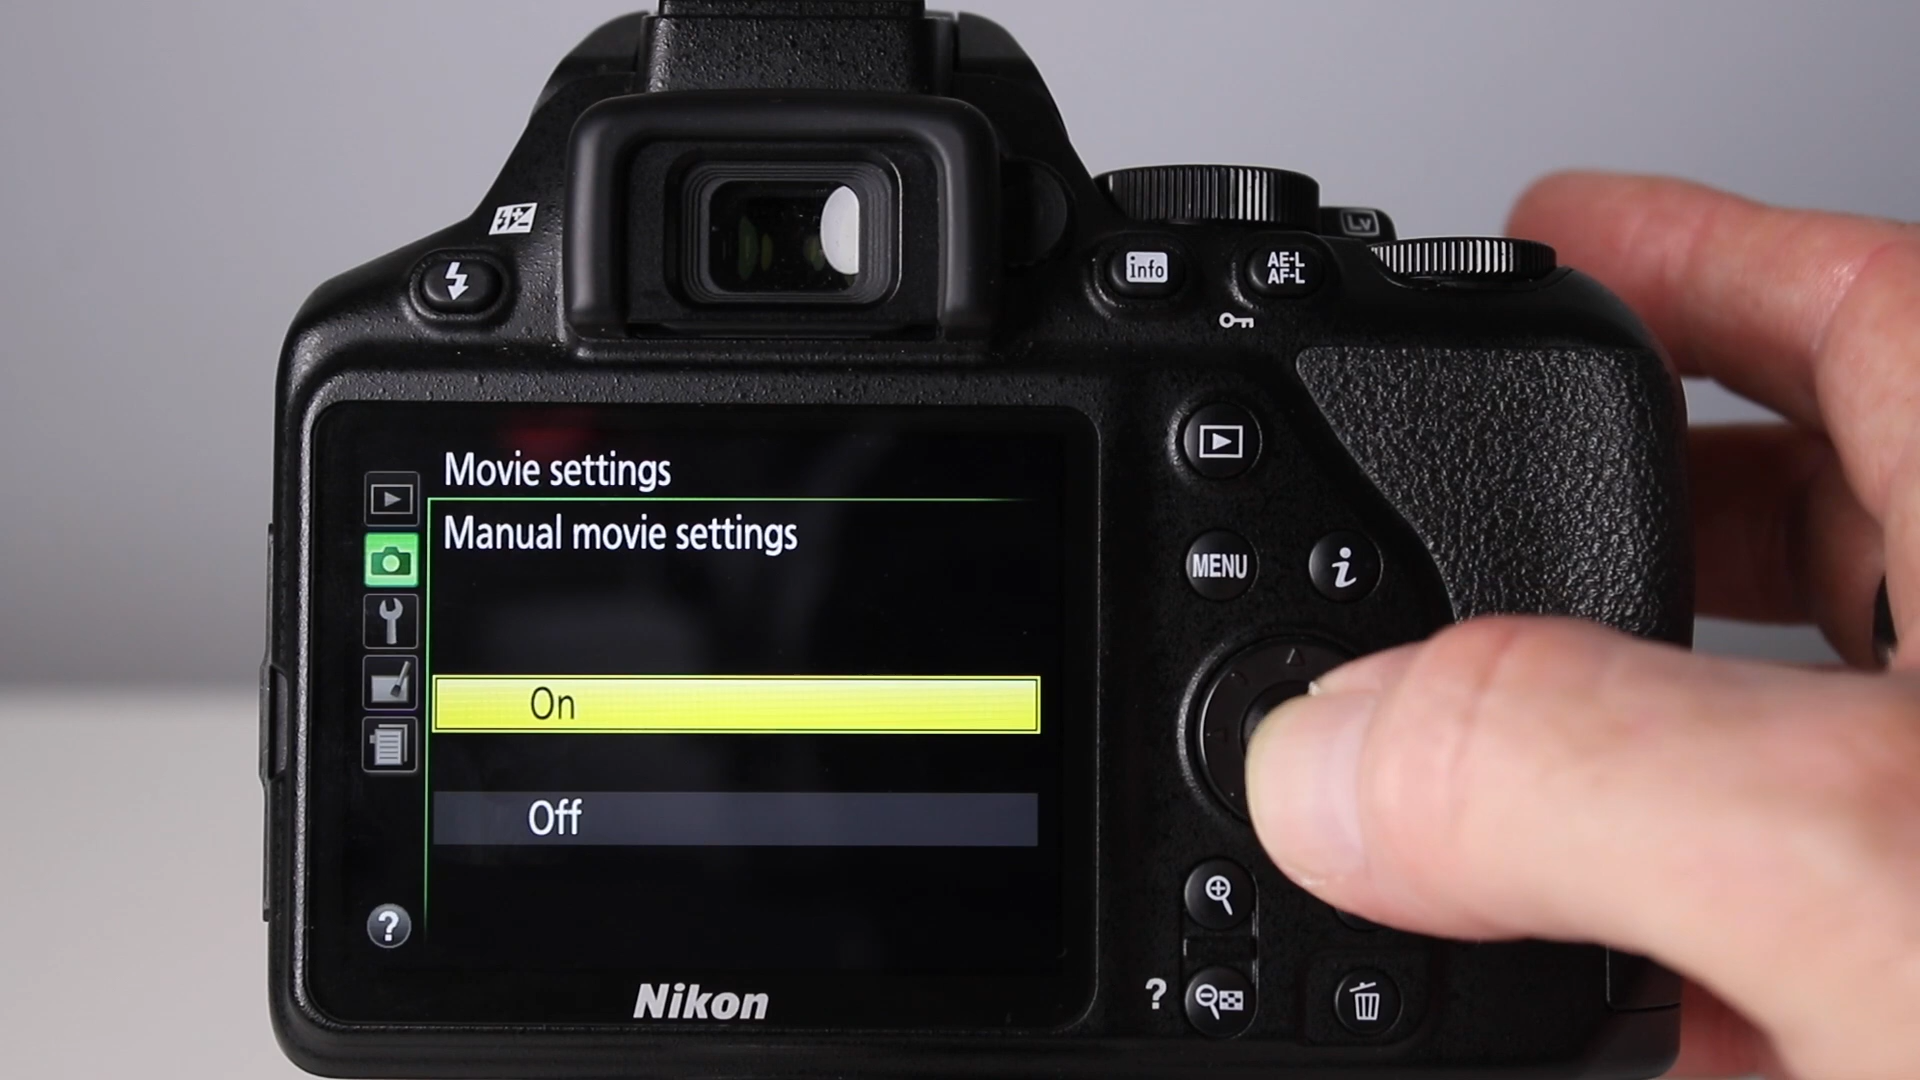 Lv
info
AE-L
AF-L
Movie settings
Manual movie settings
MENU
i
On
Off
?
?
Nikon